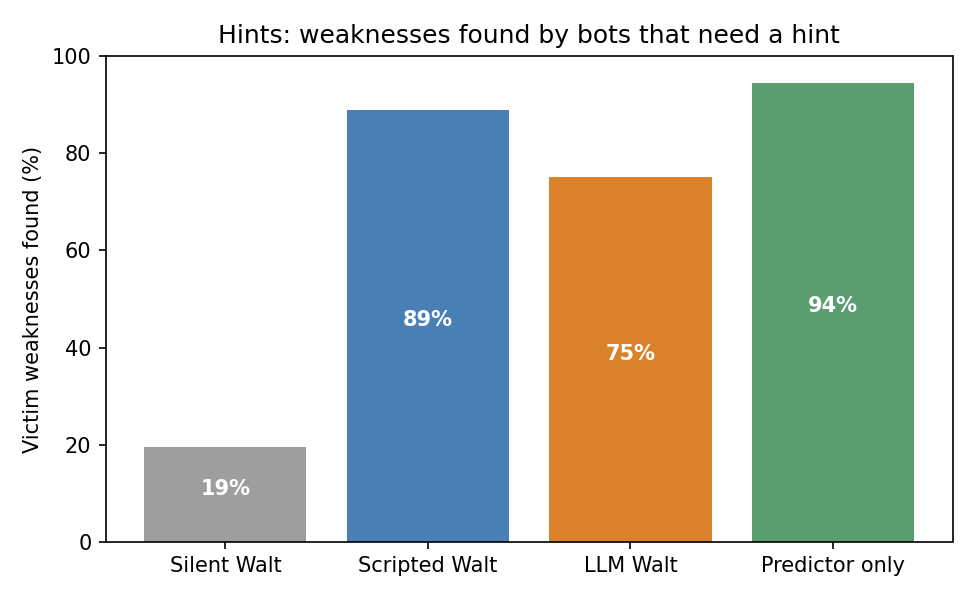 Hints: weaknesses found by bots that need a hint
Victim weaknesses found (%)
100
80
60
40
20
0
19%
89%
75%
94%
Silent Walt
Scripted Walt
LLM Walt
Predictor only